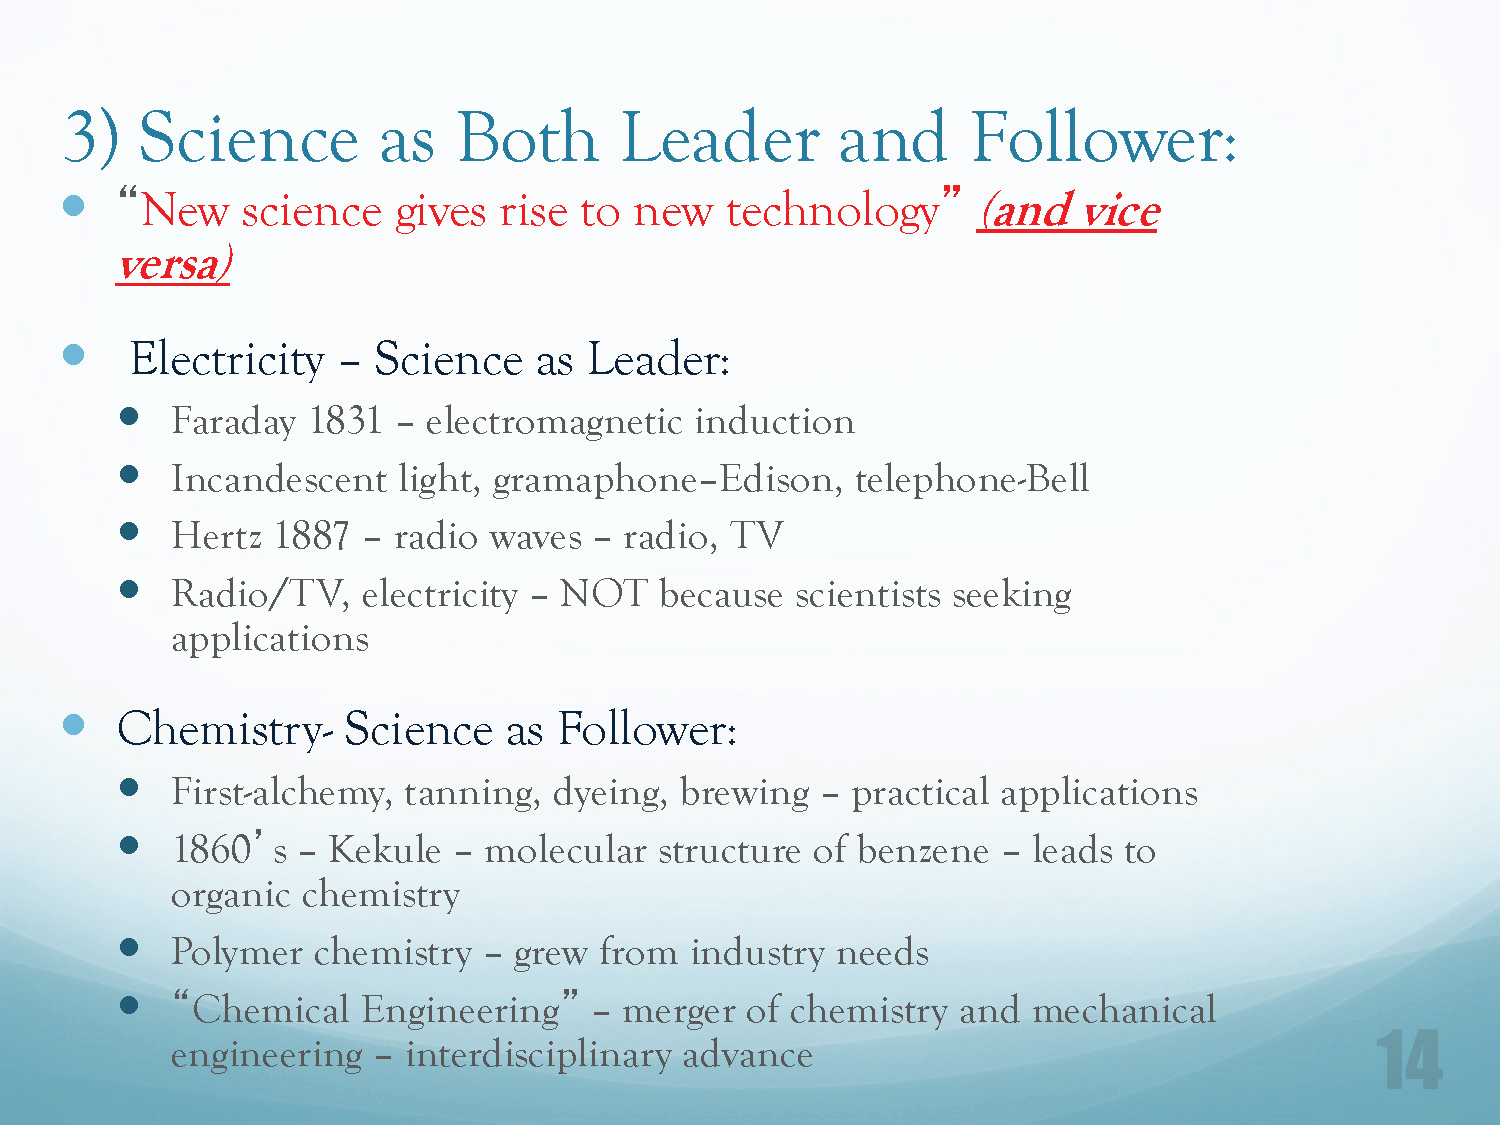 3) Science as Both Leader and Follower:
• “New science gives rise to new technology” (and vice
versa)
• Electricity – Science as Leader:
• Faraday 1831 – electromagnetic induction
• Incandescent light, gramaphone–Edison, telephone-Bell
• Hertz 1887 – radio waves – radio, TV
• Radio/TV, electricity – NOT because scientists seeking
applications
• Chemistry- Science as Follower:
• First-alchemy, tanning, dyeing, brewing – practical applications
• 1860’s – Kekule – molecular structure of benzene – leads to
organic chemistry
• Polymer chemistry – grew from industry needs
• “Chemical Engineering” – merger of chemistry and mechanical
engineering – interdisciplinary advance
14